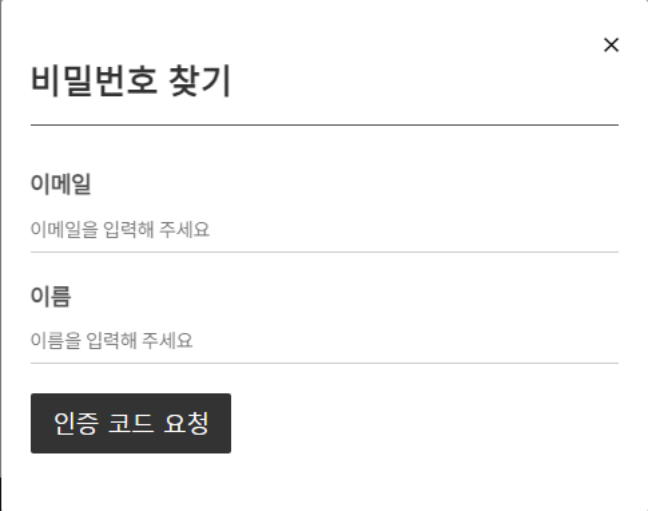 비밀번호 찾기
이메일
이메일을 입력해 주세요
이름
이름을 입력해 주세요
인증 코드 요청